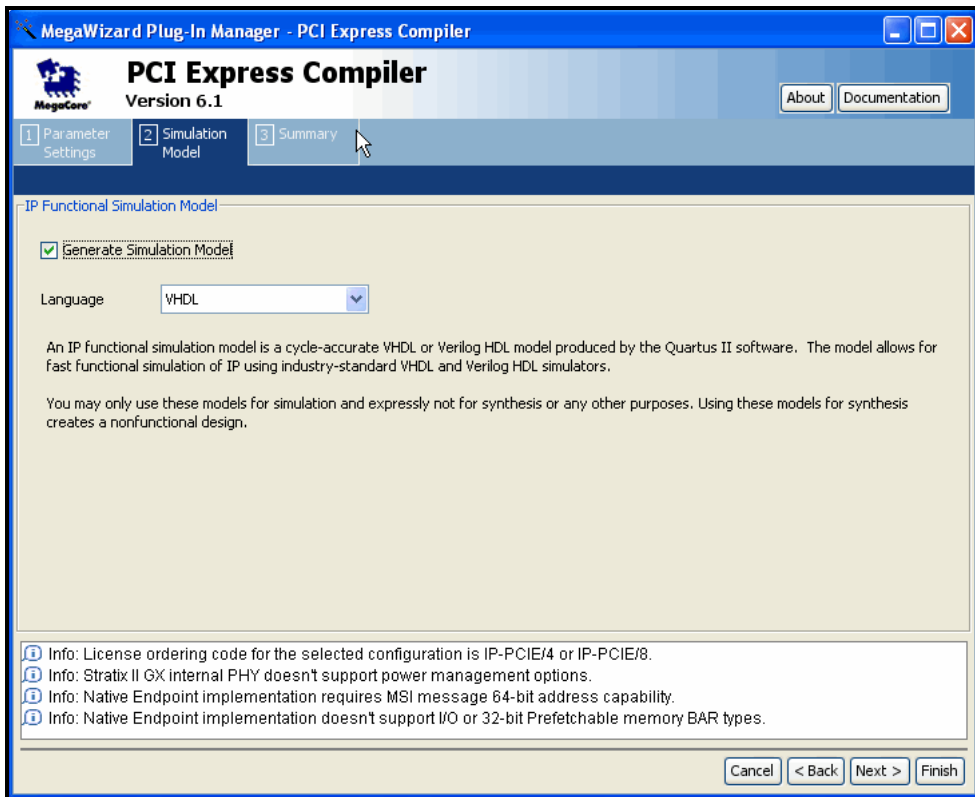 MegaWizard Plug-In Manager - PCI Express Compiler
PCI Express Compiler
Version 6.1
MegaCore®
About
Documentation
1 Parameter Settings
2 Simulation Model
3 Summary
IP Functional Simulation Model
Generate Simulation Model
Language
VHDL
An IP functional simulation model is a cycle-accurate VHDL or Verilog HDL model produced by the Quartus II software. The model allows for
fast functional simulation of IP using industry-standard VHDL and Verilog HDL simulators.
You may only use these models for simulation and expressly not for synthesis or any other purposes. Using these models for synthesis
creates a nonfunctional design.
Info: License ordering code for the selected configuration is IP-PCIE/4 or IP-PCIE/8.
Info: Stratix II GX internal PHY doesn't support power management options.
Info: Native Endpoint implementation requires MSI message 64-bit address capability.
Info: Native Endpoint implementation doesn't support I/O or 32-bit Prefetchable memory BAR types.
Cancel
< Back
Next >
Finish